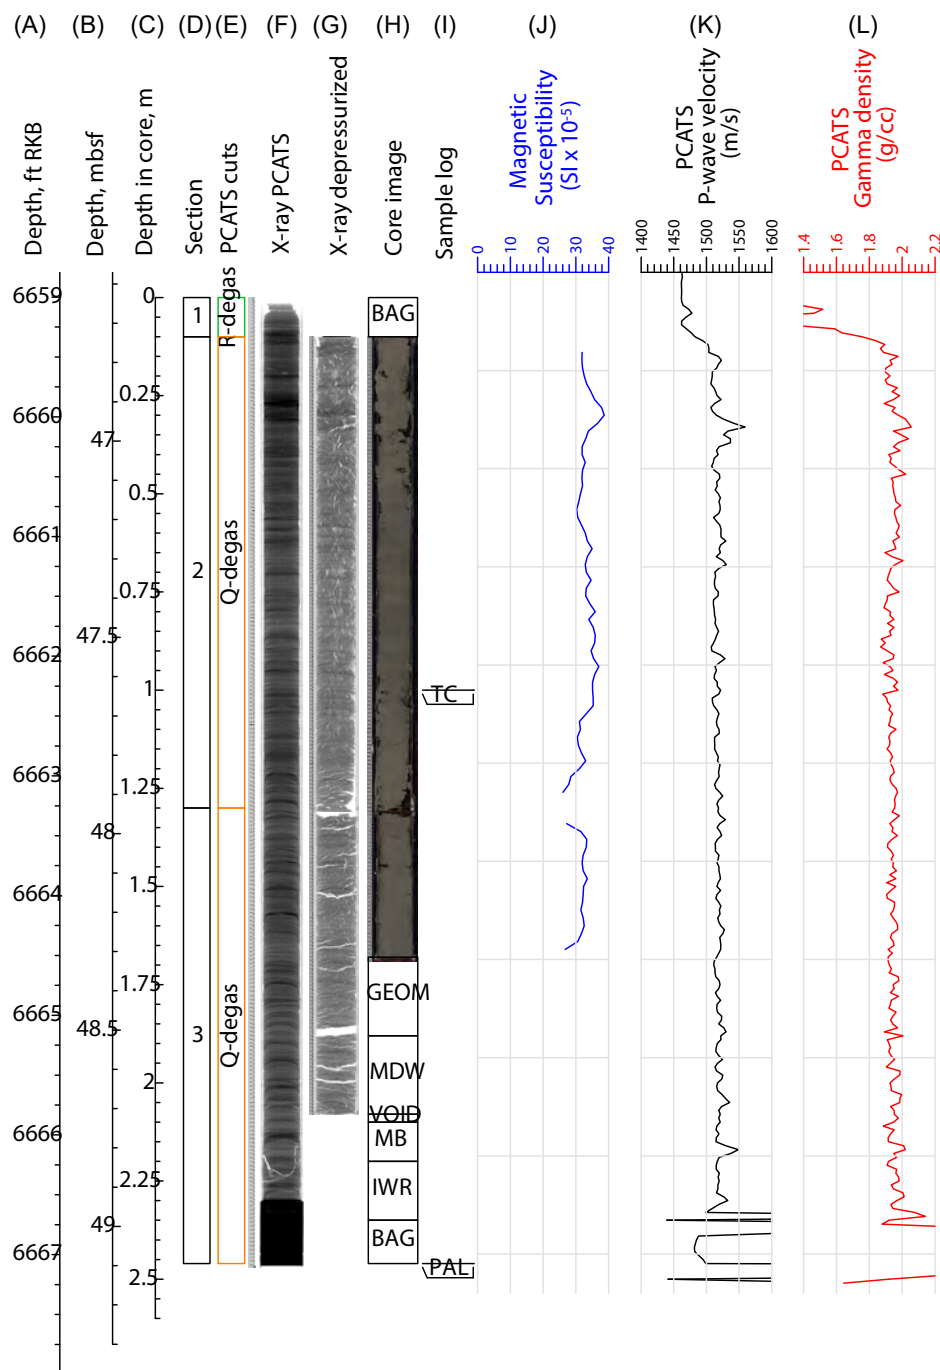 (A) (B) (C) (D) (E) (F) (G) (H) (I) (J) (K) (L)
Depth, ft RKB
Depth, mbsf
Depth in core, m
Section
PCATS cuts
X-ray PCATS
X-ray depressurized
Core image
Sample log
Magnetic
Susceptibility
(SI x 10-5)
PCATS
P-wave velocity
(m/s)
PCATS
Gamma density
(g/cc)
0 10 20 30 40
1400 1450 1500 1550 1600
1.4 1.6 1.8 2 2.2
6659
6660
6661
6662
6663
6664
6665
6666
6667
47
47.5
48
48.5
49
0
0.25
0.5
0.75
1
1.25
1.5
1.75
2
2.25
2.5
1
2
3
R-degas
Q-degas
Q-degas
BAG
GEOM
MDW
VOID
MB
IWR
BAG
TC
PAL